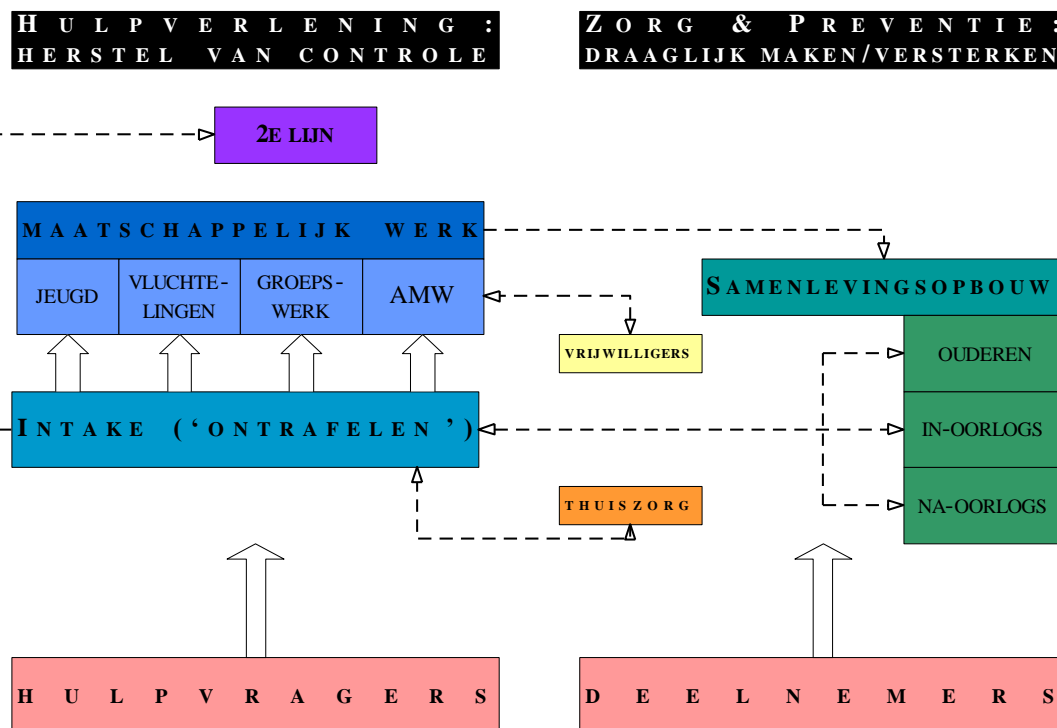 HULPVERLENING:
HERSTEL VAN CONTROLE
ZORG & PREVENTIE:
DRAAGLIJK MAKEN/VERSTERKEN
2E LIJN
MAATSCHAPPELIJK WERK
JEUGD
VLUCHTE-
LINGEN
GROEPS-
WERK
AMW
SAMENLEVINGSOPBOUW
VRIJWILLIGERS
OUDEREN
INTAKE (‘ONTRAFELEN’)
IN-OORLOGS
THUISZORG
NA-OORLOGS
HULPVRAGERS
DEELNEMERS